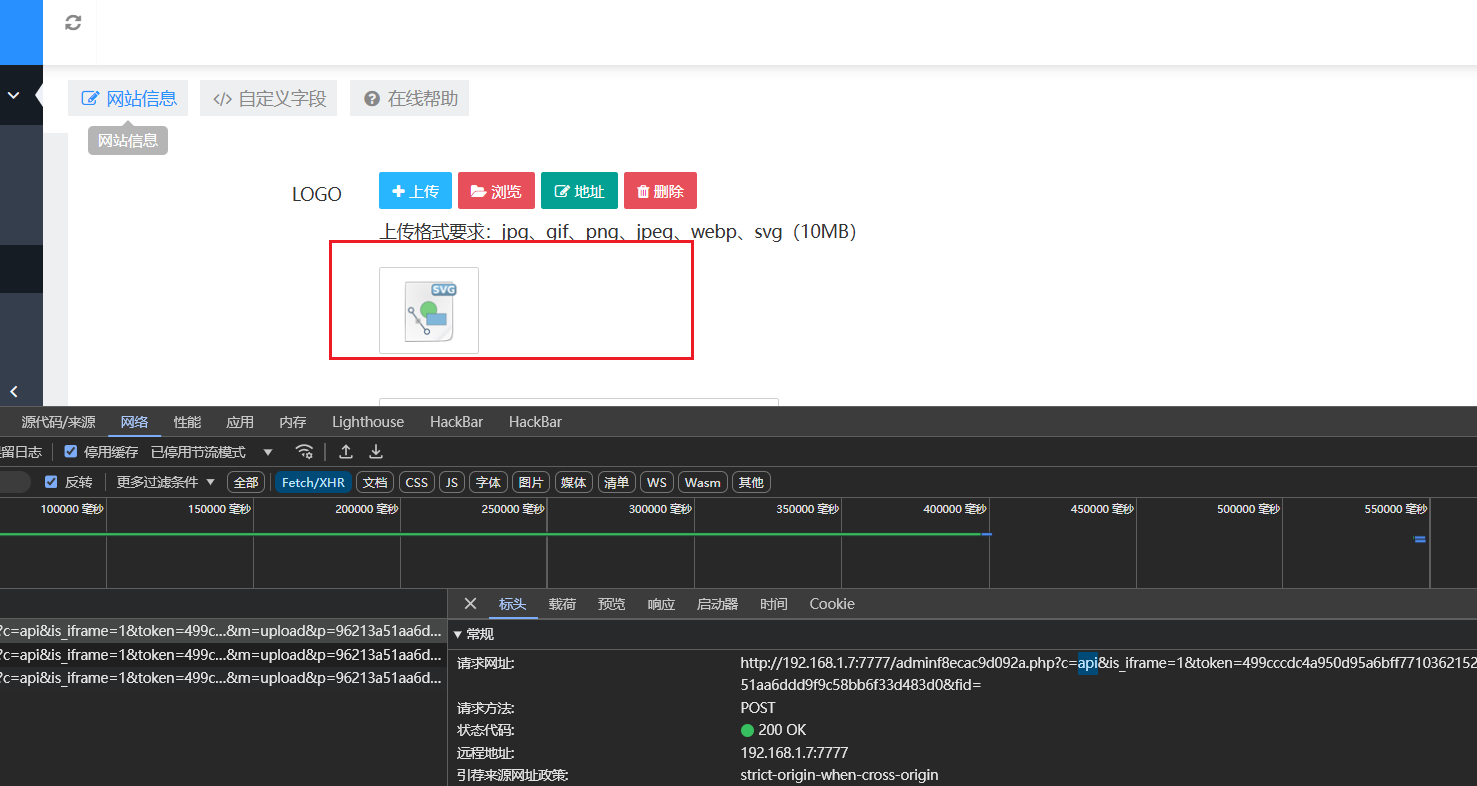 网站信息 自定义字段 在线帮助
网站信息
LOGO 上传 浏览 地址 删除
上传格式要求：jpg、gif、png、jpeg、webp、svg（10MB）
SVG
源代码/来源 网络 性能 应用 内存 Lighthouse HackBar HackBar
留日志 停用缓存 已停用节流模式
反转 更多过滤条件 全部 Fetch/XHR 文档 CSS JS 字体 图片 媒体 清单 WS Wasm 其他
100000 毫秒 150000 毫秒 200000 毫秒 250000 毫秒 300000 毫秒 350000 毫秒 400000 毫秒 450000 毫秒 500000 毫秒 550000 毫秒
标头 载荷 预览 响应 启动器 时间 Cookie
?c=api&is_iframe=1&token=499c...&m=upload&p=96213a51aa6d...
?c=api&is_iframe=1&token=499c...&m=upload&p=96213a51aa6d...
?c=api&is_iframe=1&token=499c...&m=upload&p=96213a51aa6d...
常规
请求网址: http://192.168.1.7:7777/adminf8ecac9d092a.php?c=api&is_iframe=1&token=499cccdc4a950d95a6bff7710362152
51aa6ddd9f9c58bb6f33d483d0&fid=
请求方法: POST
状态代码: 200 OK
远程地址: 192.168.1.7:7777
引荐来源网址政策: strict-origin-when-cross-origin